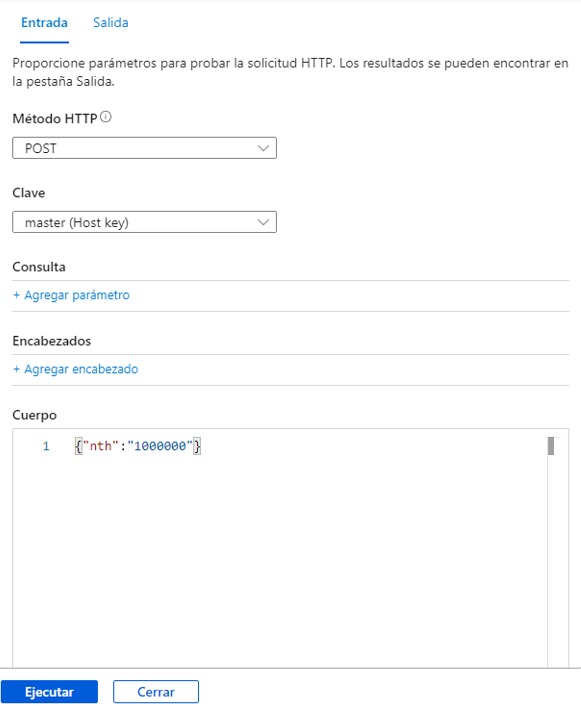 Entrada Salida
Proporcione parámetros para probar la solicitud HTTP. Los resultados se pueden encontrar en
la pestaña Salida.
Método HTTP
POST
Clave
master (Host key)
Consulta
+ Agregar parámetro
Encabezados
+ Agregar encabezado
Cuerpo
1 {"nth":"1000000"}
Ejecutar Cerrar